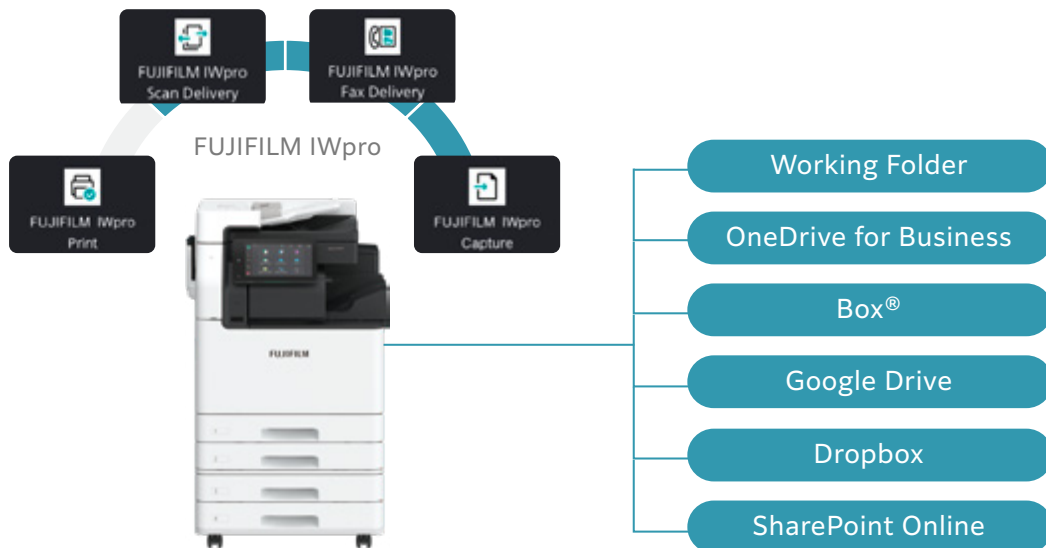 FUJIFILM IWpro
Scan Delivery
FUJIFILM IWpro
Fax Delivery
FUJIFILM IWpro
FUJIFILM IWpro
Print
FUJIFILM IWpro
Capture
FUJIFILM
Working Folder
OneDrive for Business
Box®
Google Drive
Dropbox
SharePoint Online